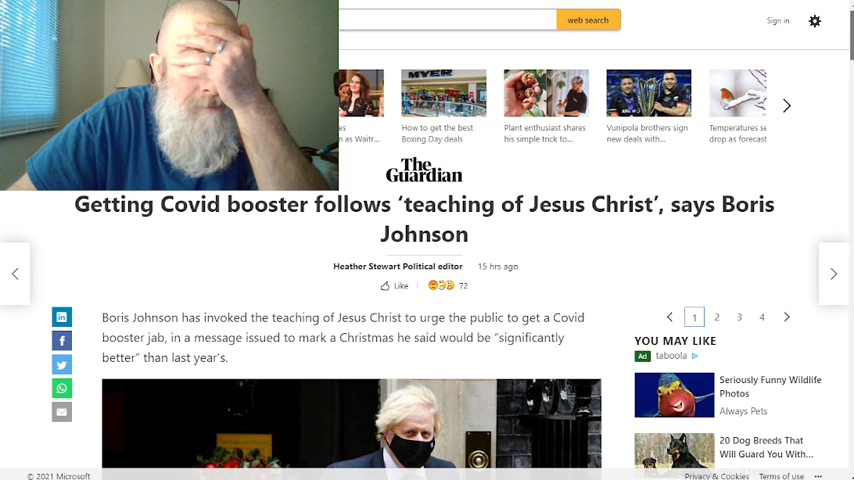 web search
Sign in
es
n as Waitr...
How to get the best
Boxing Day deals
Plant enthusiast shares
his simple trick to...
Vunipola brothers sign
new deals with...
Temperatures se
drop as forecast
MYER
The
Guardian
Getting Covid booster follows ‘teaching of Jesus Christ’, says Boris
Johnson
Heather Stewart Political editor 15 hrs ago
Like 72
Boris Johnson has invoked the teaching of Jesus Christ to urge the public to get a Covid
booster jab, in a message issued to mark a Christmas he said would be “significantly
better” than last year’s.
1 2 3 4
YOU MAY LIKE
Ad taboola
Seriously Funny Wildlife
Photos
Always Pets
20 Dog Breeds That
Will Guard You With...
© 2021 Microsoft
Privacy & Cookies Terms of use ...